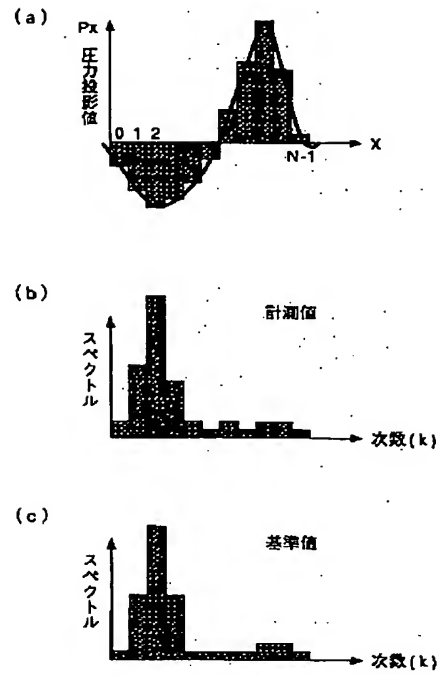 (a)
Px
圧力投影値
0 1 2
N-1
X
(b)
計測値
スペクトル
次数(k)
(c)
基準値
スペクトル
次数(k)